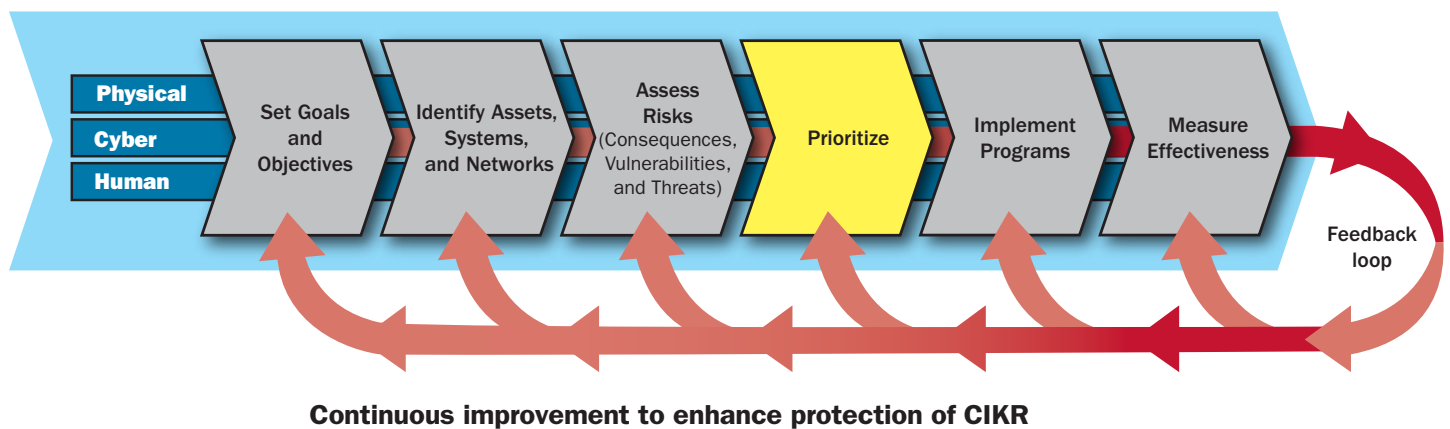 Physical
Cyber
Human
Set Goals
and
Objectives
Identify Assets,
Systems,
and Networks
Assess
Risks
(Consequences,
Vulnerabilities,
and Threats)
Prioritize
Implement
Programs
Measure
Effectiveness
Feedback
loop
Continuous improvement to enhance protection of CIKR